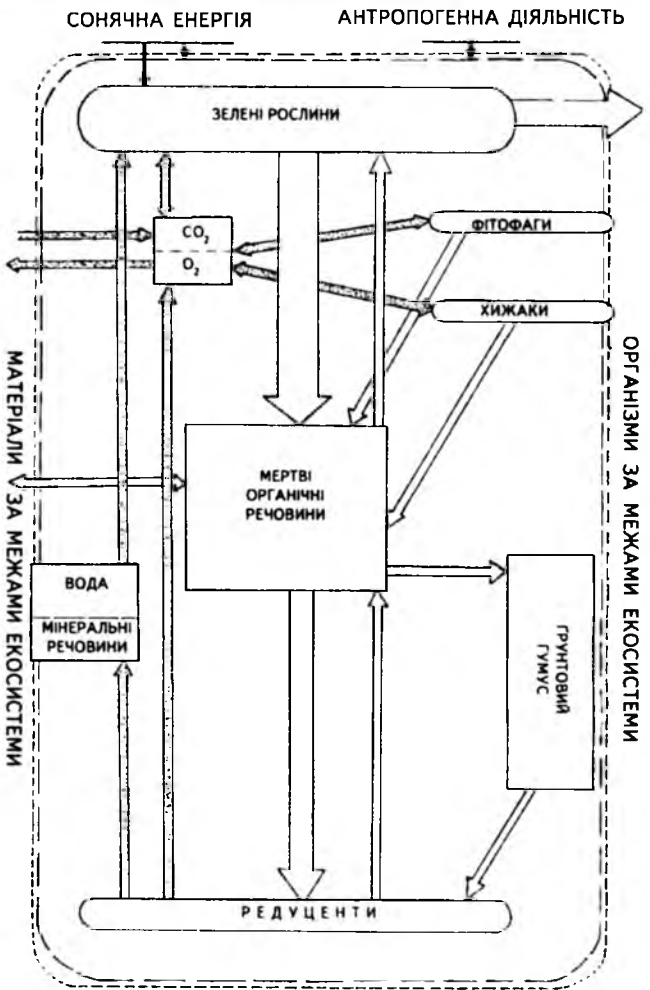 СОНЯЧНА ЕНЕРГІЯ
АНТРОПОГЕННА ДІЯЛЬНІСТЬ
ЗЕЛЕНІ РОСЛИНИ
CO₂
O₂
ФІТОФАГИ
ХИЖАКИ
МАТЕРІАЛИ ЗА МЕЖАМИ ЕКОСИСТЕМИ
ОРГАНІЗМИ ЗА МЕЖАМИ ЕКОСИСТЕМИ
МЕРТВІ
ОРГАНІЧНІ
РЕЧОВИНИ
ВОДА
МІНЕРАЛЬНІ
РЕЧОВИНИ
ҐРУНТОВИЙ
ГУМУС
РЕДУЦЕНТИ